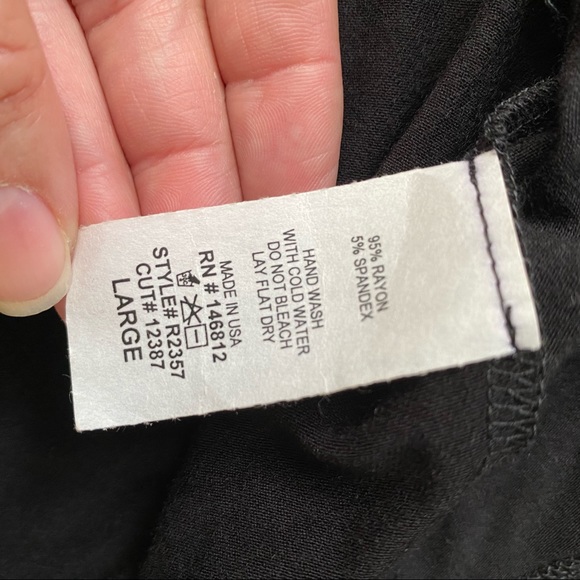 95% RAYON
5% SPANDEX
HAND WASH
WITH COLD WATER
DO NOT BLEACH
LAY FLAT DRY
MADE IN USA
RN # 146812
STYLE# R2357
CUT# 12387
LARGE